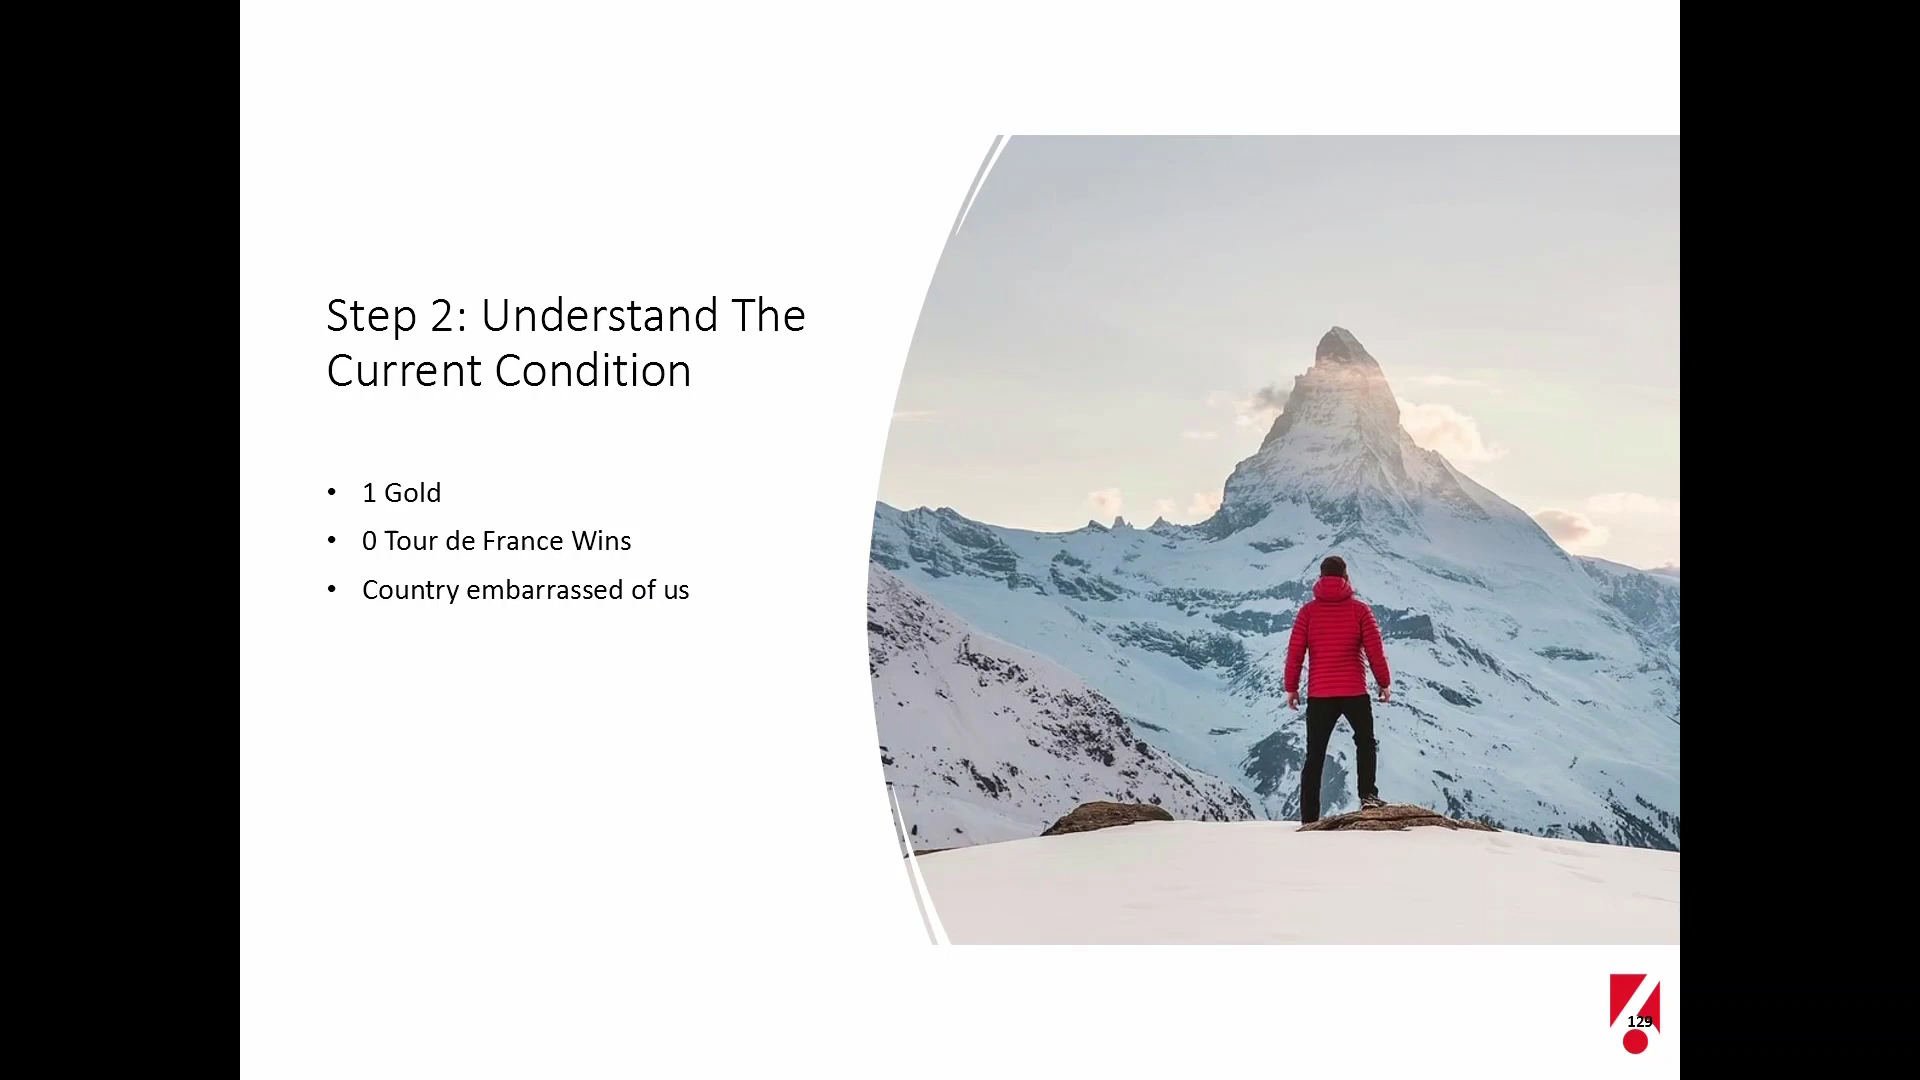 Step 2: Understand The
Current Condition
• 1 Gold
• 0 Tour de France Wins
• Country embarrassed of us
129